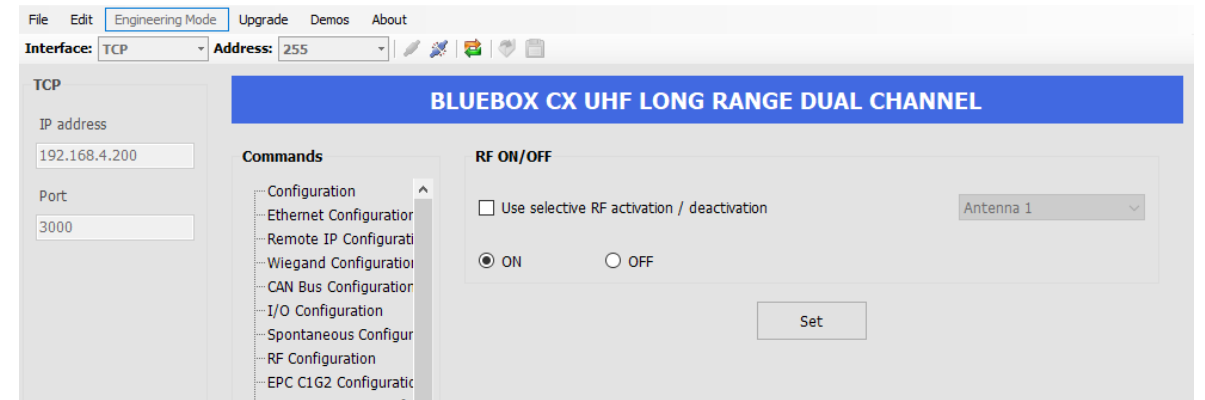 File Edit Engineering Mode Upgrade Demos About
Interface: TCP Address: 255
TCP
IP address
192.168.4.200
Port
3000
BLUEBOX CX UHF LONG RANGE DUAL CHANNEL
Commands
Configuration
Ethernet Configuration
Remote IP Configurati
Wiegand Configuration
CAN Bus Configuration
I/O Configuration
Spontaneous Configur
RF Configuration
EPC C1G2 Configuratic
RF ON/OFF
Use selective RF activation / deactivation Antenna 1
ON OFF
Set